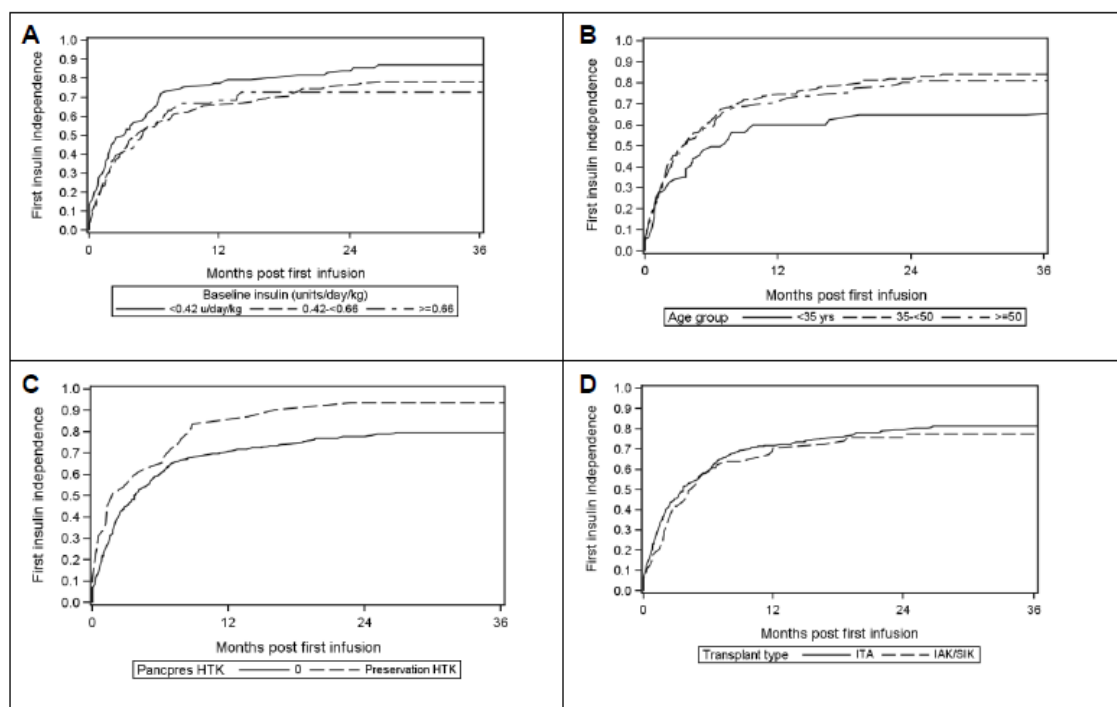 A
First insulin independence
1.0
0.9
0.8
0.7
0.6
0.5
0.4
0.3
0.2
0.1
0.0
0 12 24 36
Months post first infusion
Baseline insulin (units/day/kg)
<0.42 u/day/kg 0.42-<0.66 >=0.66
B
First insulin independence
1.0
0.9
0.8
0.7
0.6
0.5
0.4
0.3
0.2
0.1
0.0
0 12 24 36
Months post first infusion
Age group <35 yrs 35-<50 >=50
C
First insulin independence
1.0
0.9
0.8
0.7
0.6
0.5
0.4
0.3
0.2
0.1
0.0
0 12 24 36
Months post first infusion
Pancpres HTK 0 Preservation HTK
D
First insulin independence
1.0
0.9
0.8
0.7
0.6
0.5
0.4
0.3
0.2
0.1
0.0
0 12 24 36
Months post first infusion
Transplant type ITA IAK/SIK